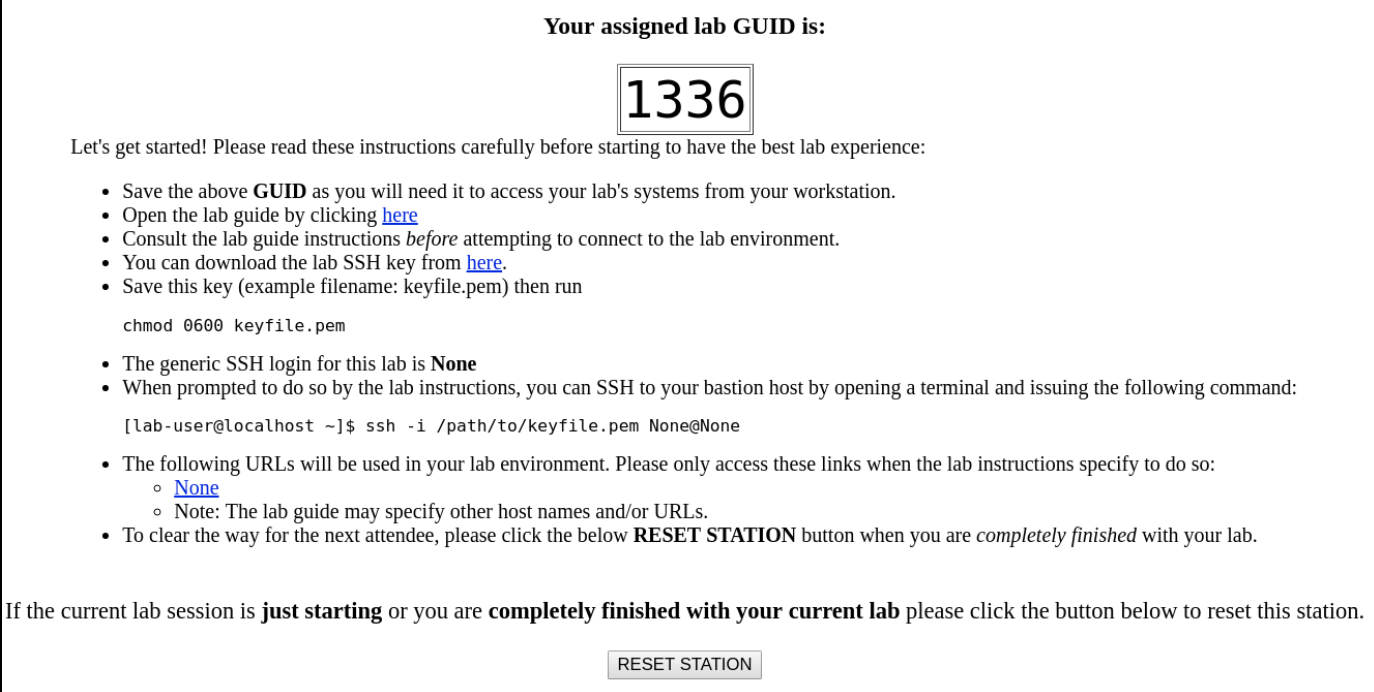 Your assigned lab GUID is:
1336
Let's get started! Please read these instructions carefully before starting to have the best lab experience:
• Save the above GUID as you will need it to access your lab's systems from your workstation.
• Open the lab guide by clicking here
• Consult the lab guide instructions before attempting to connect to the lab environment.
• You can download the lab SSH key from here.
• Save this key (example filename: keyfile.pem) then run
chmod 0600 keyfile.pem
• The generic SSH login for this lab is None
• When prompted to do so by the lab instructions, you can SSH to your bastion host by opening a terminal and issuing the following command:
[lab-user@localhost ~]$ ssh -i /path/to/keyfile.pem None@None
• The following URLs will be used in your lab environment. Please only access these links when the lab instructions specify to do so:
◦ None
◦ Note: The lab guide may specify other host names and/or URLs.
• To clear the way for the next attendee, please click the below RESET STATION button when you are completely finished with your lab.
If the current lab session is just starting or you are completely finished with your current lab please click the button below to reset this station.
RESET STATION